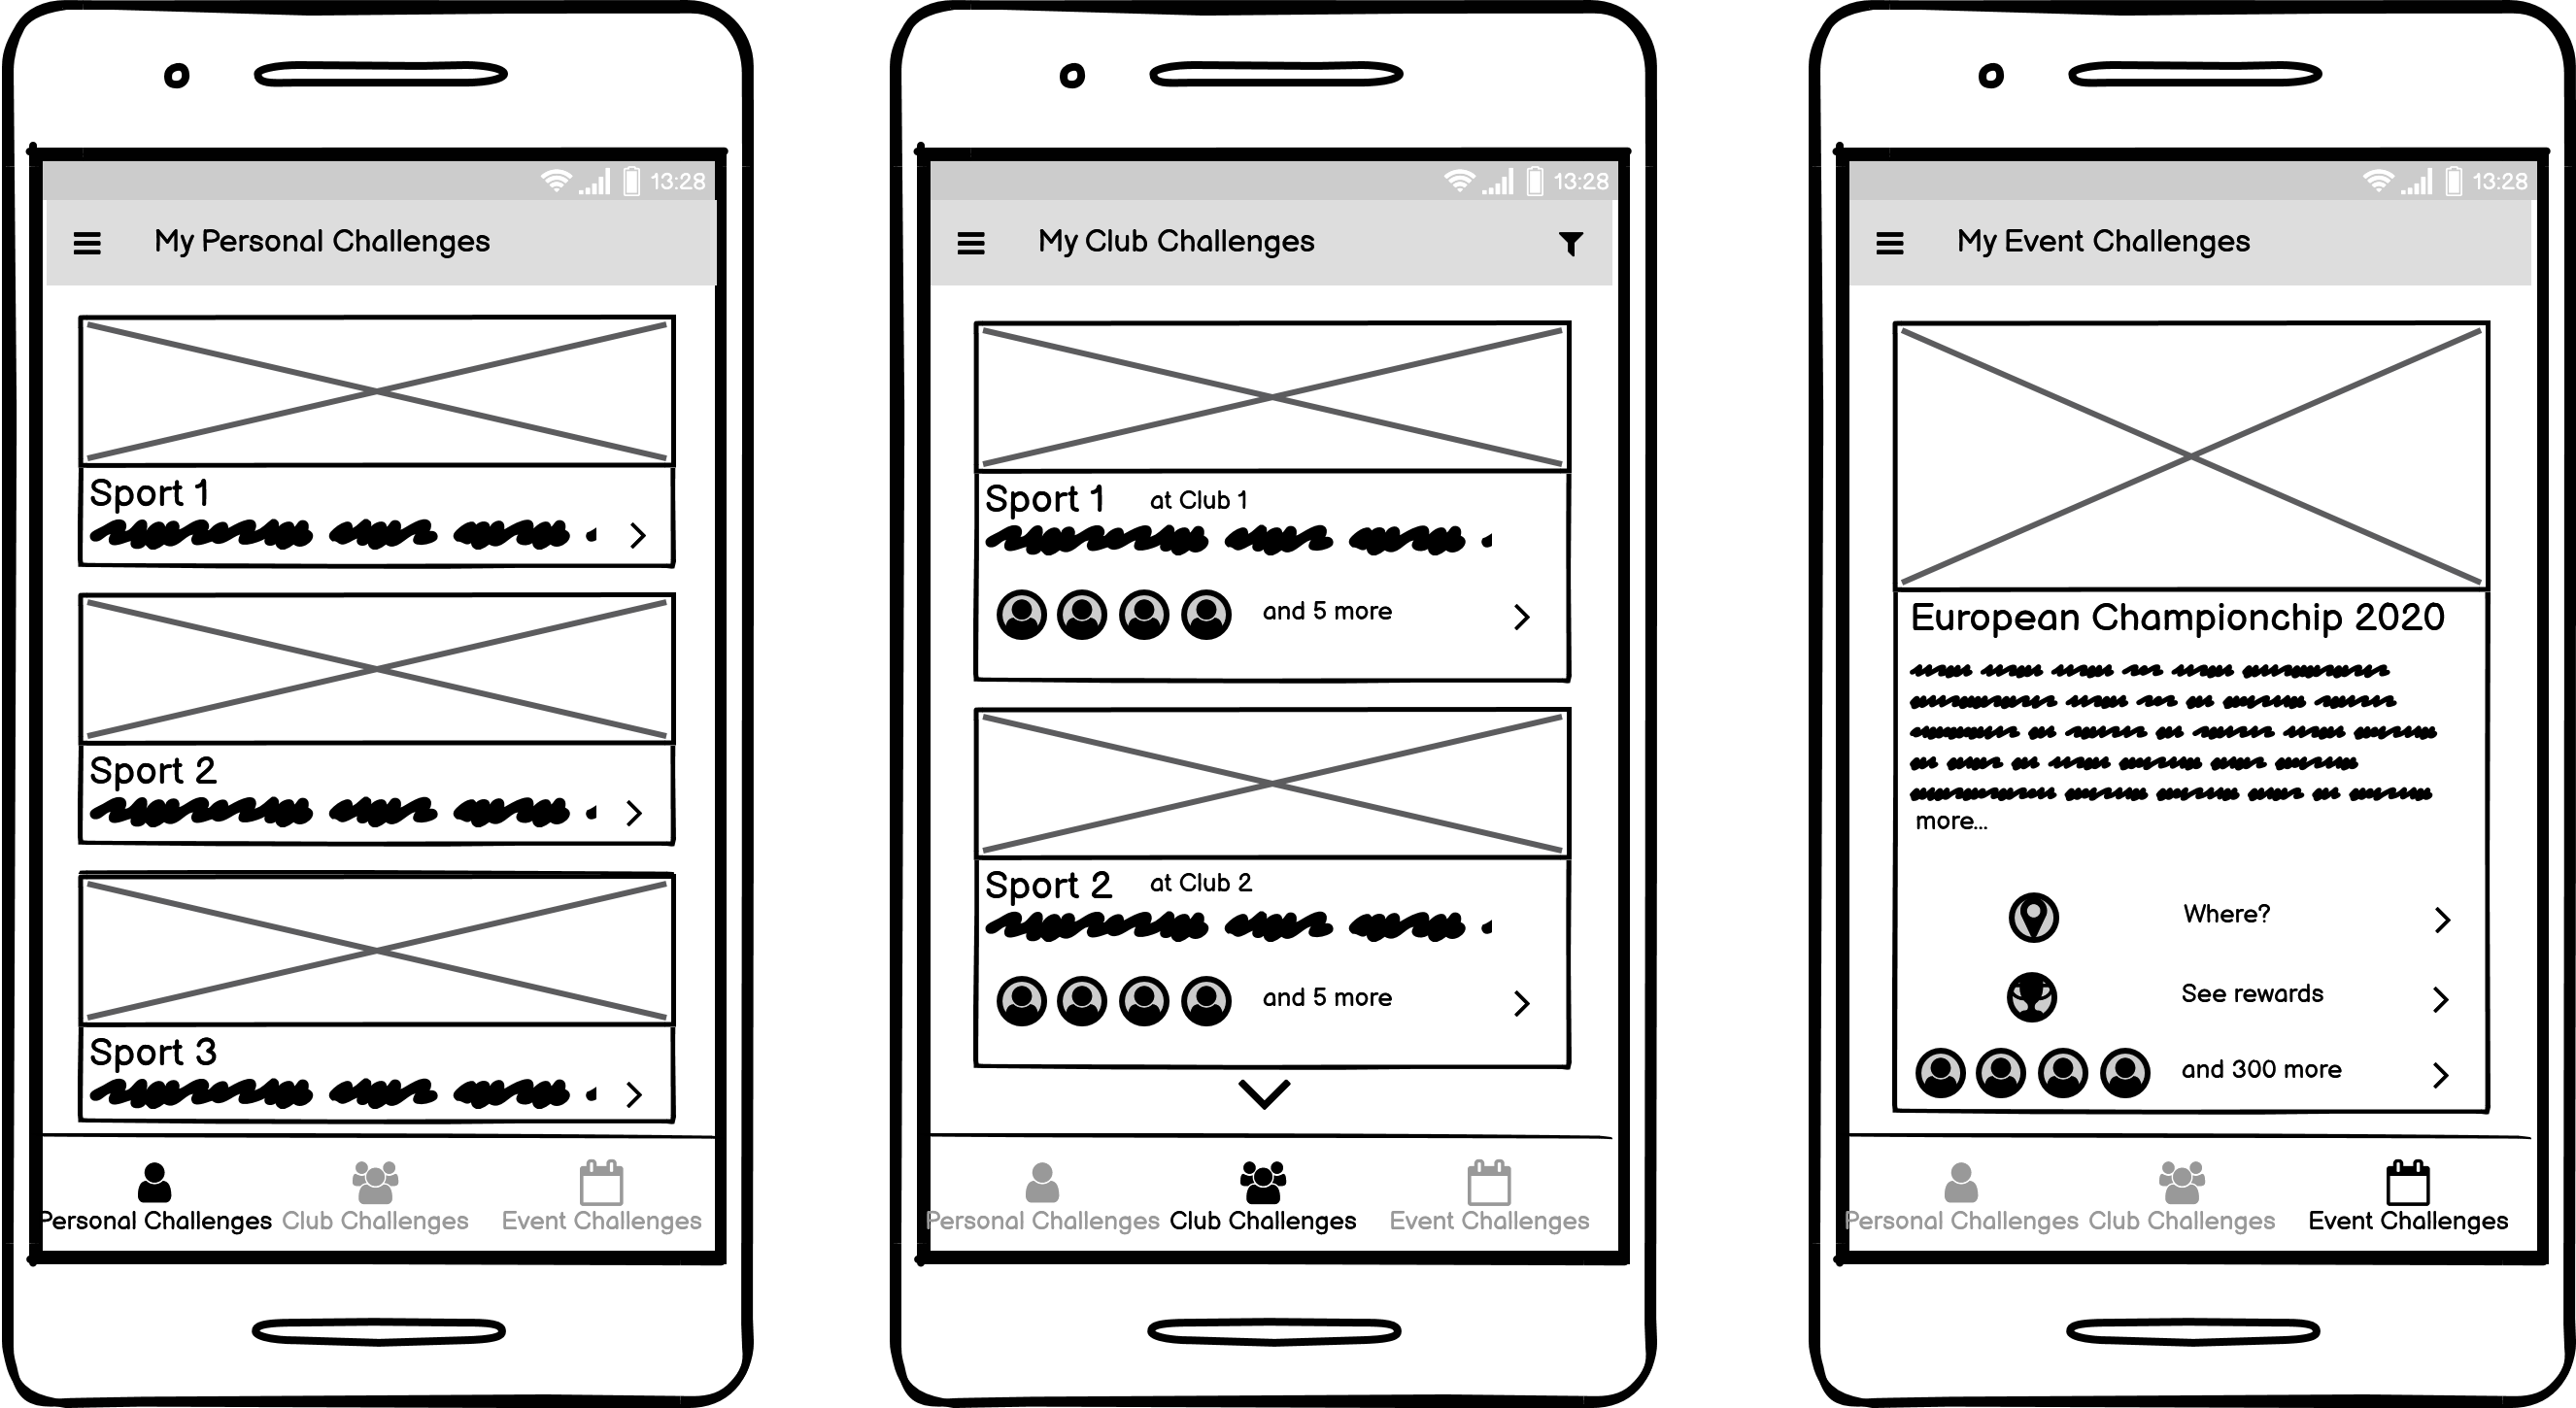 13:28
My Personal Challenges
Sport 1
Sport 2
Sport 3
Personal Challenges Club Challenges Event Challenges
13:28
My Club Challenges
Sport 1 at Club 1
and 5 more
Sport 2 at Club 2
and 5 more
Personal Challenges Club Challenges Event Challenges
13:28
My Event Challenges
European Championchip 2020
more...
Where?
See rewards
and 300 more
Personal Challenges Club Challenges Event Challenges